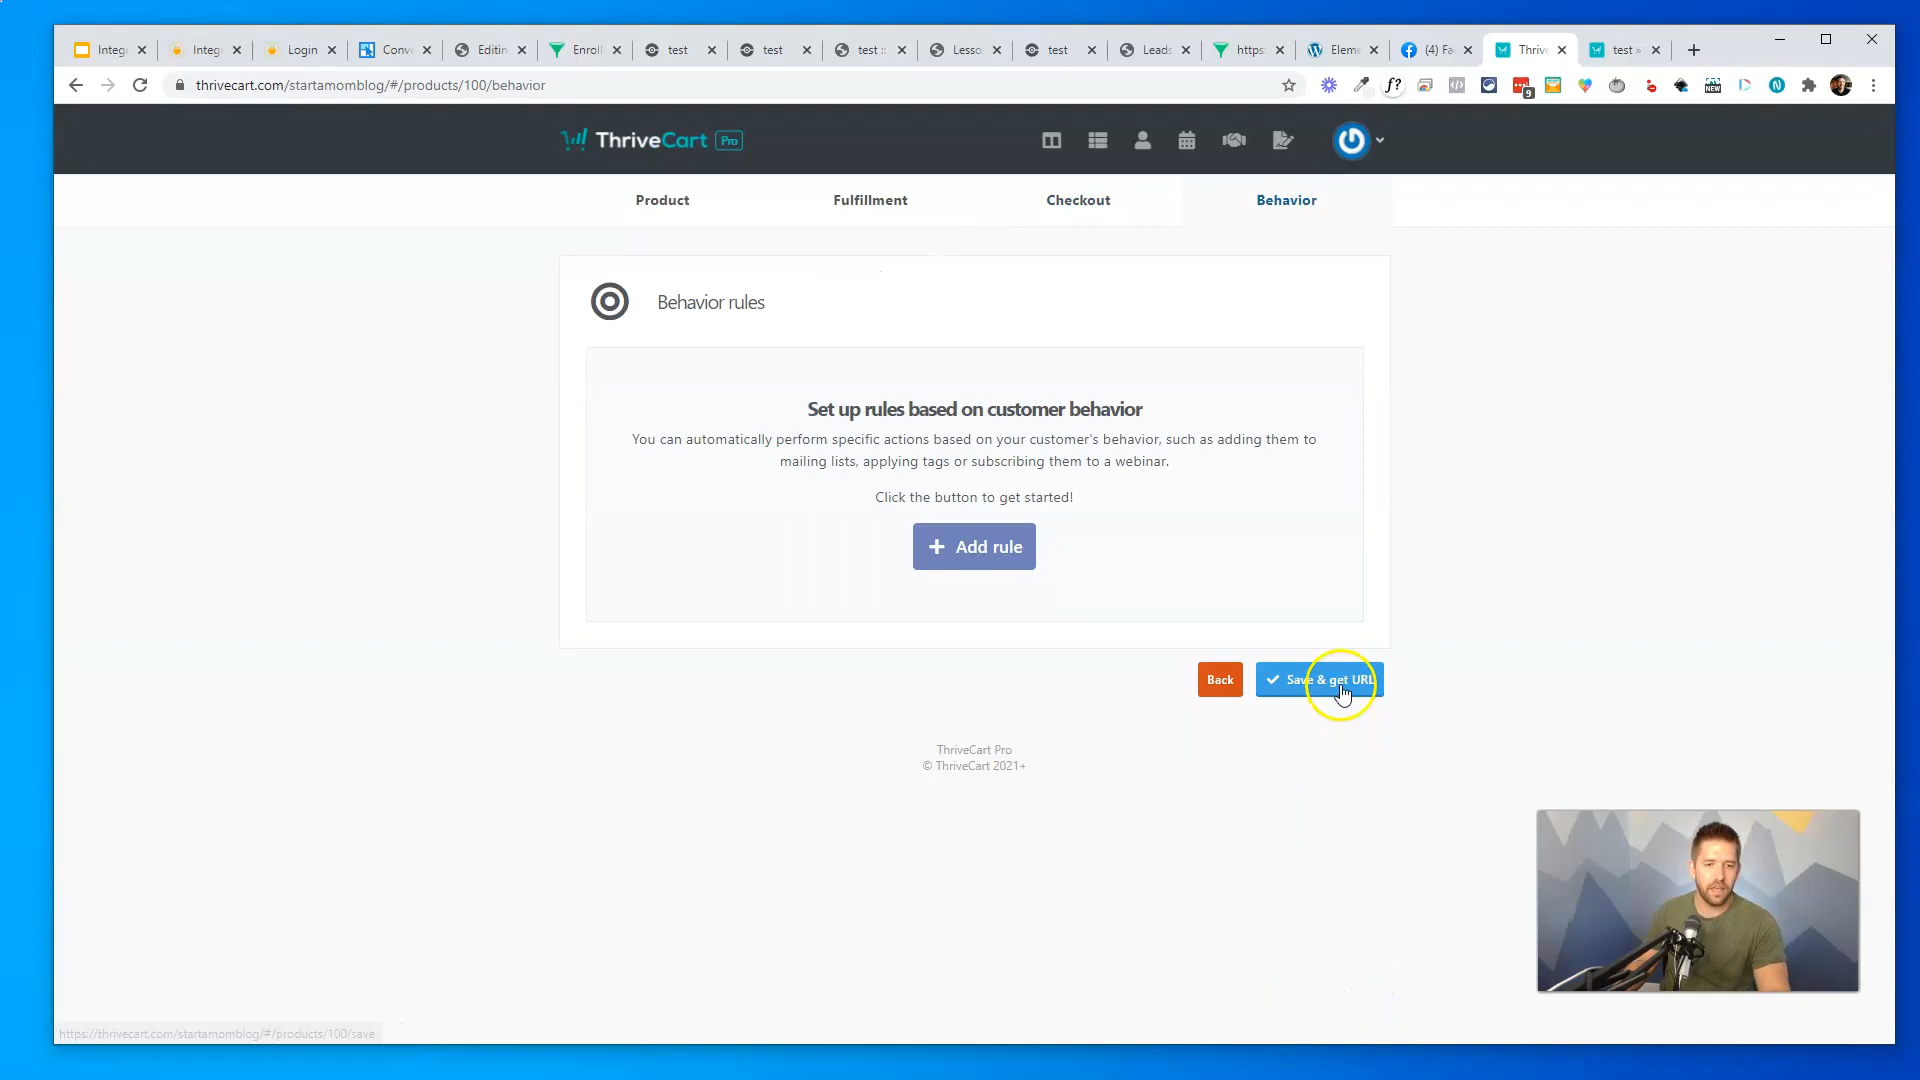 Integ
Integ
Login
Conve
Editin
Enroll
test
test
test ::
Lesso
test
Leads
https:
Eleme
(4) Fa
Thrive
test »
thrivecart.com/startamomblog/#/products/100/behavior
f?
9
NEW
N
ThriveCart Pro
Product
Fulfillment
Checkout
Behavior
Behavior rules
Set up rules based on customer behavior
You can automatically perform specific actions based on your customer's behavior, such as adding them to
mailing lists, applying tags or subscribing them to a webinar.
Click the button to get started!
+ Add rule
Back
Save & get URL
ThriveCart Pro
© ThriveCart 2021+
https://thrivecart.com/startamomblog/#/products/100/save